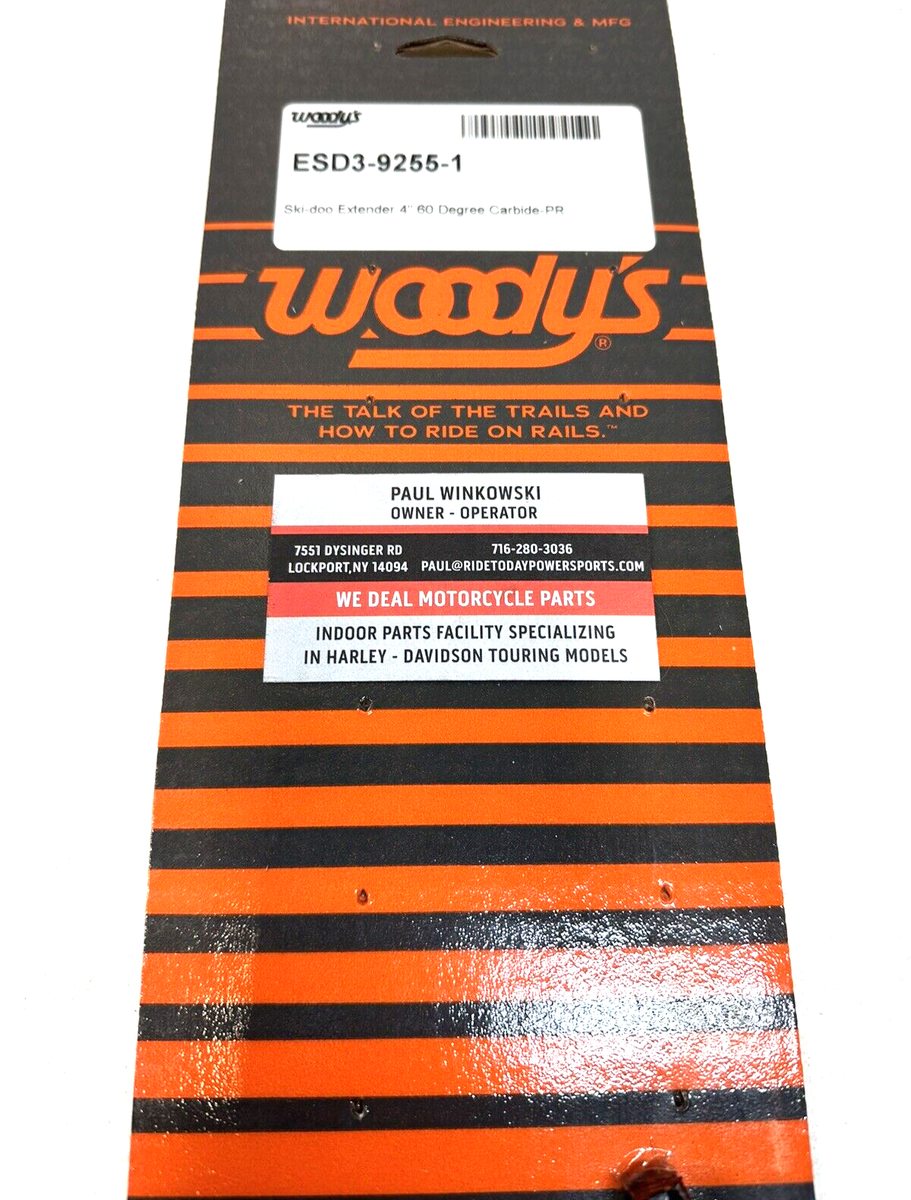 INTERNATIONAL ENGINEERING & MFG
woody's
ESD3-9255-1
Ski-doo Extender 4" 60 Degree Carbide-PR
woody's®
THE TALK OF THE TRAILS AND
HOW TO RIDE ON RAILS.™
PAUL WINKOWSKI
OWNER - OPERATOR
7551 DYSINGER RD 716-280-3036
LOCKPORT,NY 14094 PAUL@RIDETODAYPOWERSPORTS.COM
WE DEAL MOTORCYCLE PARTS
INDOOR PARTS FACILITY SPECIALIZING
IN HARLEY - DAVIDSON TOURING MODELS